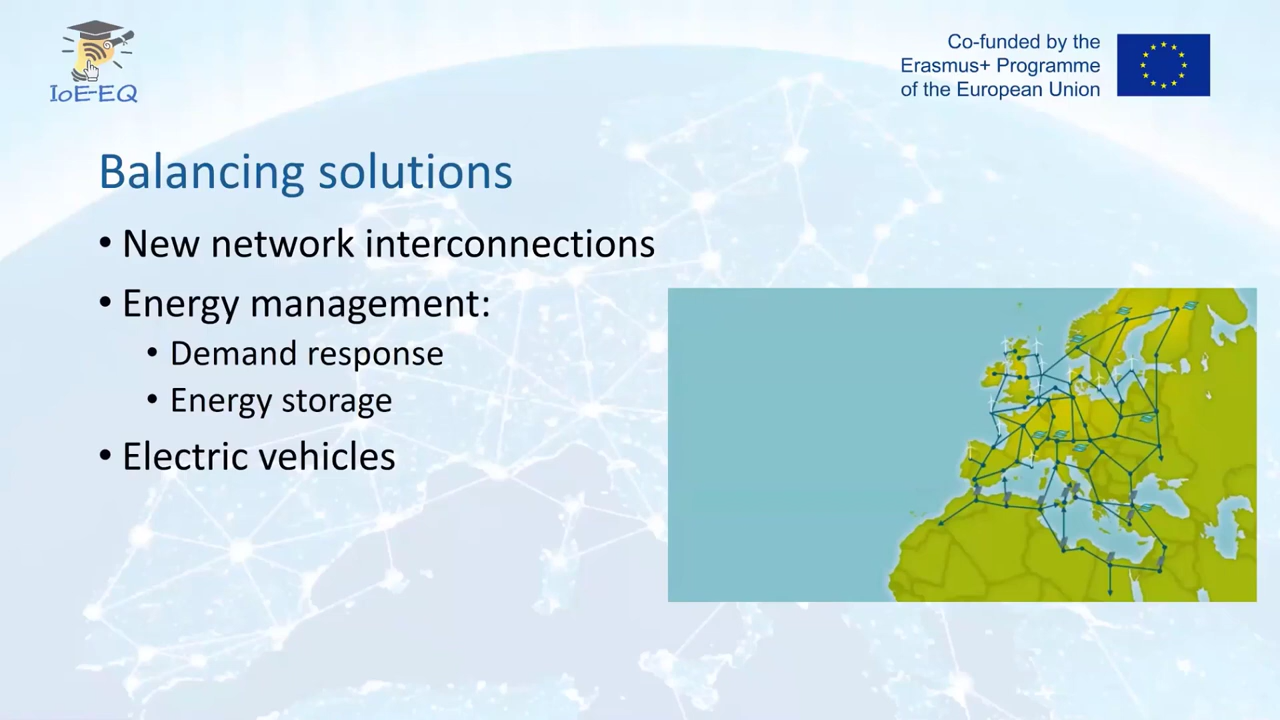 IoE-EQ
Co-funded by the
Erasmus+ Programme
of the European Union
Balancing solutions
• New network interconnections
• Energy management:
• Demand response
• Energy storage
• Electric vehicles